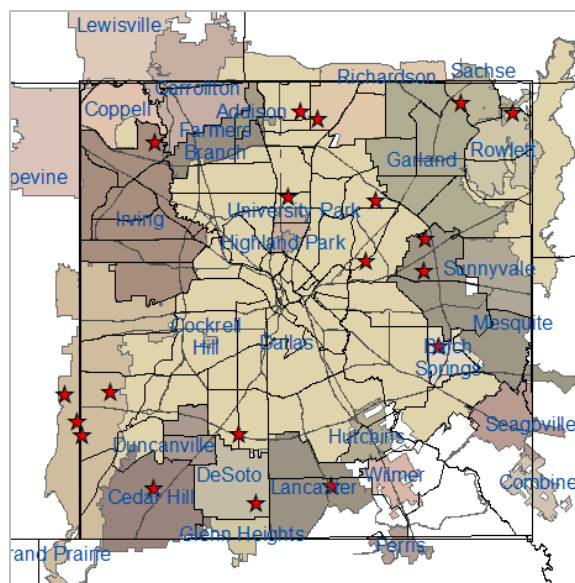 Lewisville
Carrollton
Richardson
Sachse
Coppell
Addison
Farmers
Branch
Garland
Rowlett
pevine
Irving
University Park
Highland Park
Sunnyvale
Mesquite
Cockrell
Hill
Dallas
Balch
Springs
Seagoville
Duncanville
Hutchins
DeSoto
Lancaster
Wilmer
Combine
Cedar Hill
Glenn Heights
Ferris
rand Prairie